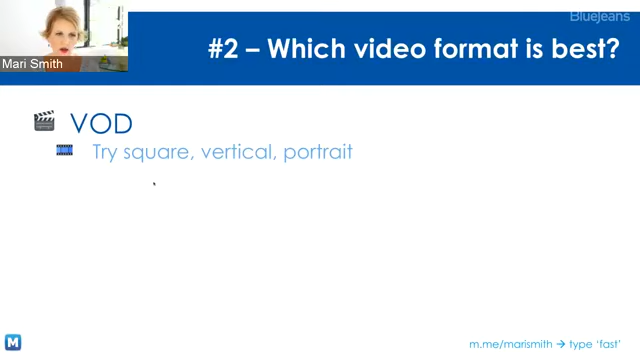 BlueJeans
Mari Smith
#2 – Which video format is best?
VOD
Try square, vertical, portrait
M
m.me/marismith → type ‘fast’